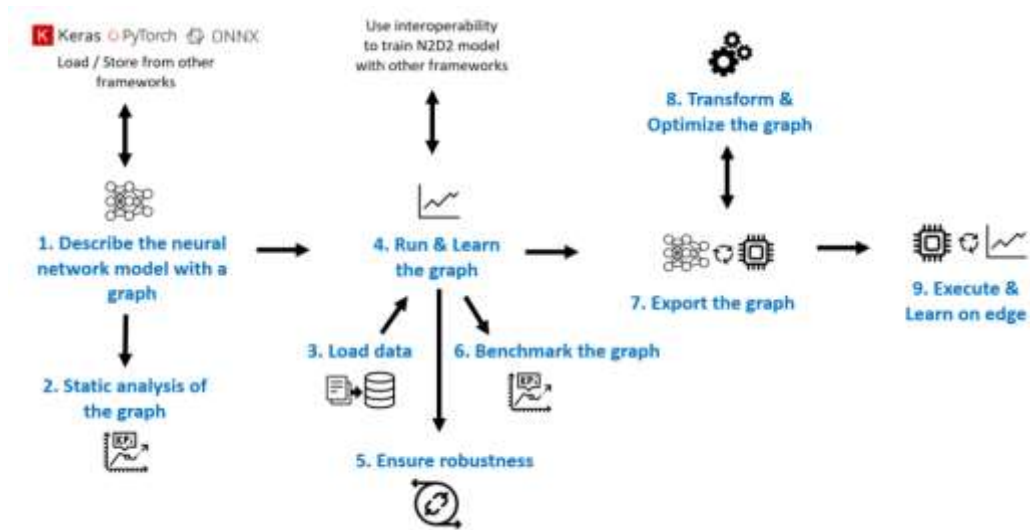 K Keras PyTorch ONNX
Load / Store from other
frameworks
Use interoperability
to train N2D2 model
with other frameworks
8. Transform &
Optimize the graph
1. Describe the neural
network model with a
graph
4. Run & Learn
the graph
7. Export the graph
9. Execute &
Learn on edge
3. Load data
6. Benchmark the graph
KPI
2. Static analysis of
the graph
KPI
5. Ensure robustness